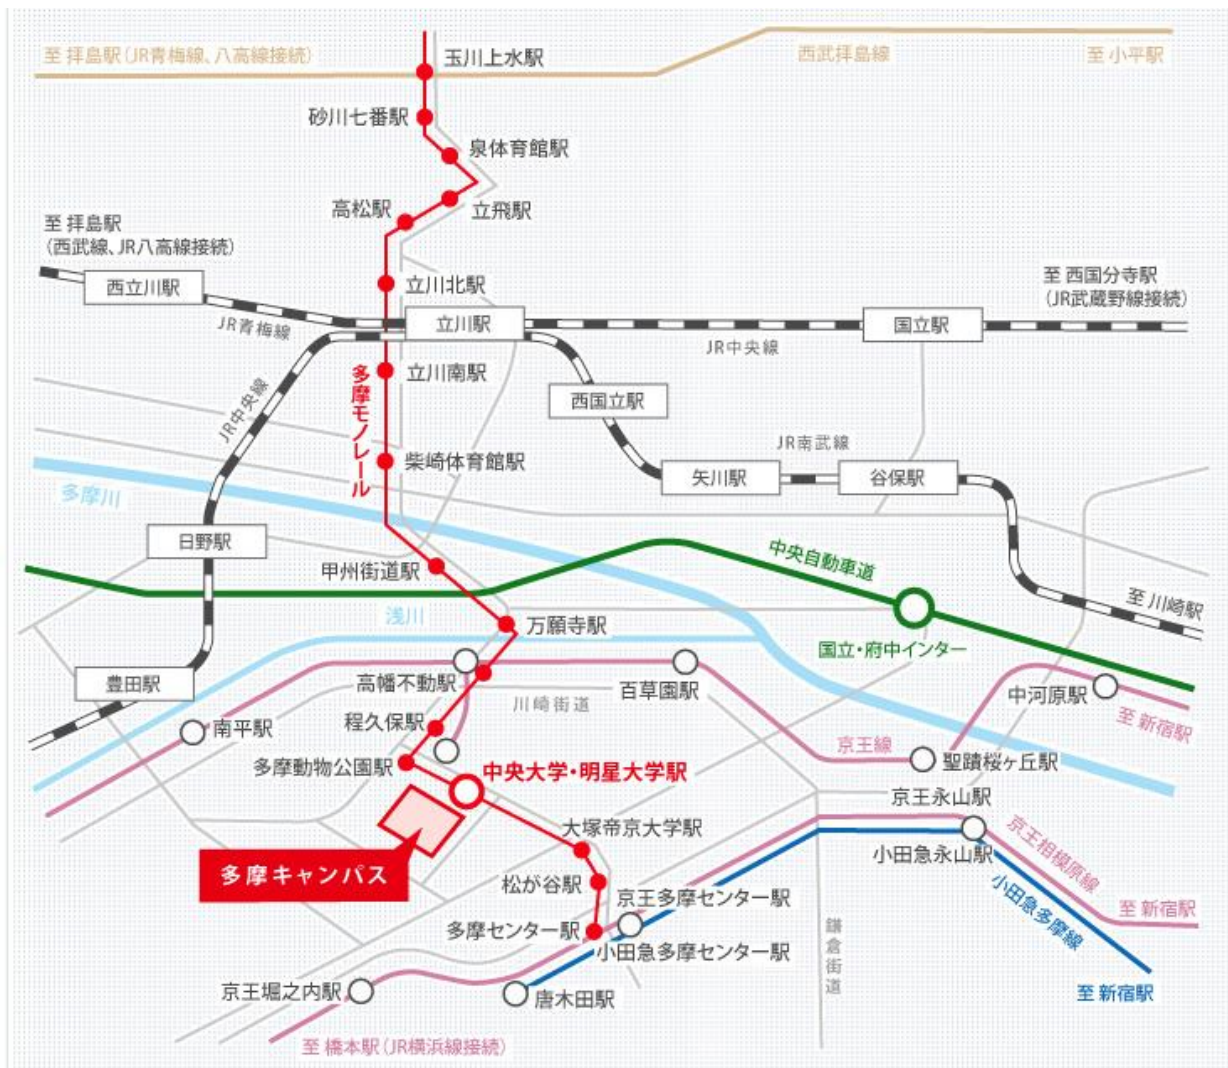 至 拝島駅(JR青梅線、八高線接続)
西武拝島線
至 小平駅
玉川上水駅
砂川七番駅
泉体育館駅
高松駅
立飛駅
至 拝島駅
(西武線、JR八高線接続)
西立川駅
立川北駅
至 西国分寺駅
(JR武蔵野線接続)
JR青梅線
立川駅
国立駅
JR中央線
立川南駅
多摩モノレール
JR中央線
西国立駅
JR南武線
柴崎体育館駅
矢川駅
谷保駅
多摩川
日野駅
甲州街道駅
中央自動車道
浅川
万願寺駅
至 川崎駅
国立・府中インター
豊田駅
高幡不動駅
百草園駅
中河原駅
川崎街道
南平駅
程久保駅
至 新宿駅
京王線
聖蹟桜ヶ丘駅
多摩動物公園駅
中央大学・明星大学駅
京王永山駅
大塚帝京大学駅
小田急永山駅
京王相模原線
多摩キャンパス
松が谷駅
京王多摩センター駅
小田急多摩線
至 新宿駅
多摩センター駅
小田急多摩センター駅
鎌倉街道
京王堀之内駅
唐木田駅
至 新宿駅
至 橋本駅(JR横浜線接続)